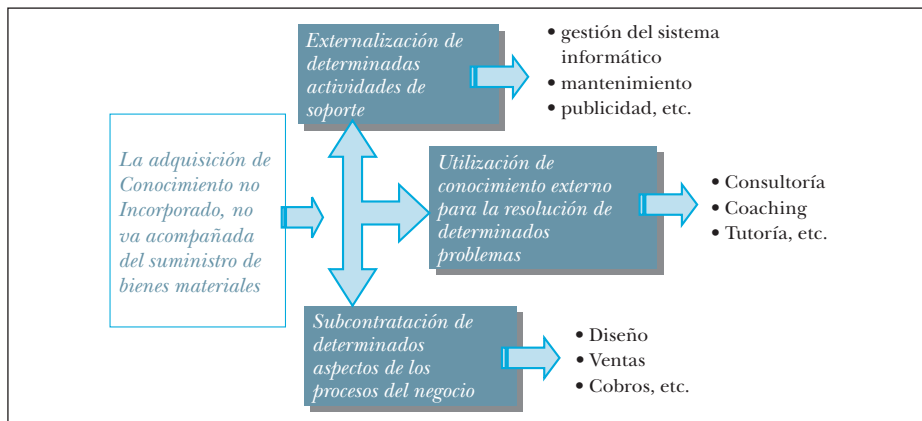 La adquisición de
Conocimiento no
Incorporado, no
va acompañada
del suministro de
bienes materiales
Externalización de
determinadas
actividades de
soporte
• gestión del sistema
informático
• mantenimiento
• publicidad, etc.
Utilización de
conocimiento externo
para la resolución de
determinados
problemas
• Consultoría
• Coaching
• Tutoría, etc.
Subcontratación de
determinados
aspectos de los
procesos del negocio
• Diseño
• Ventas
• Cobros, etc.